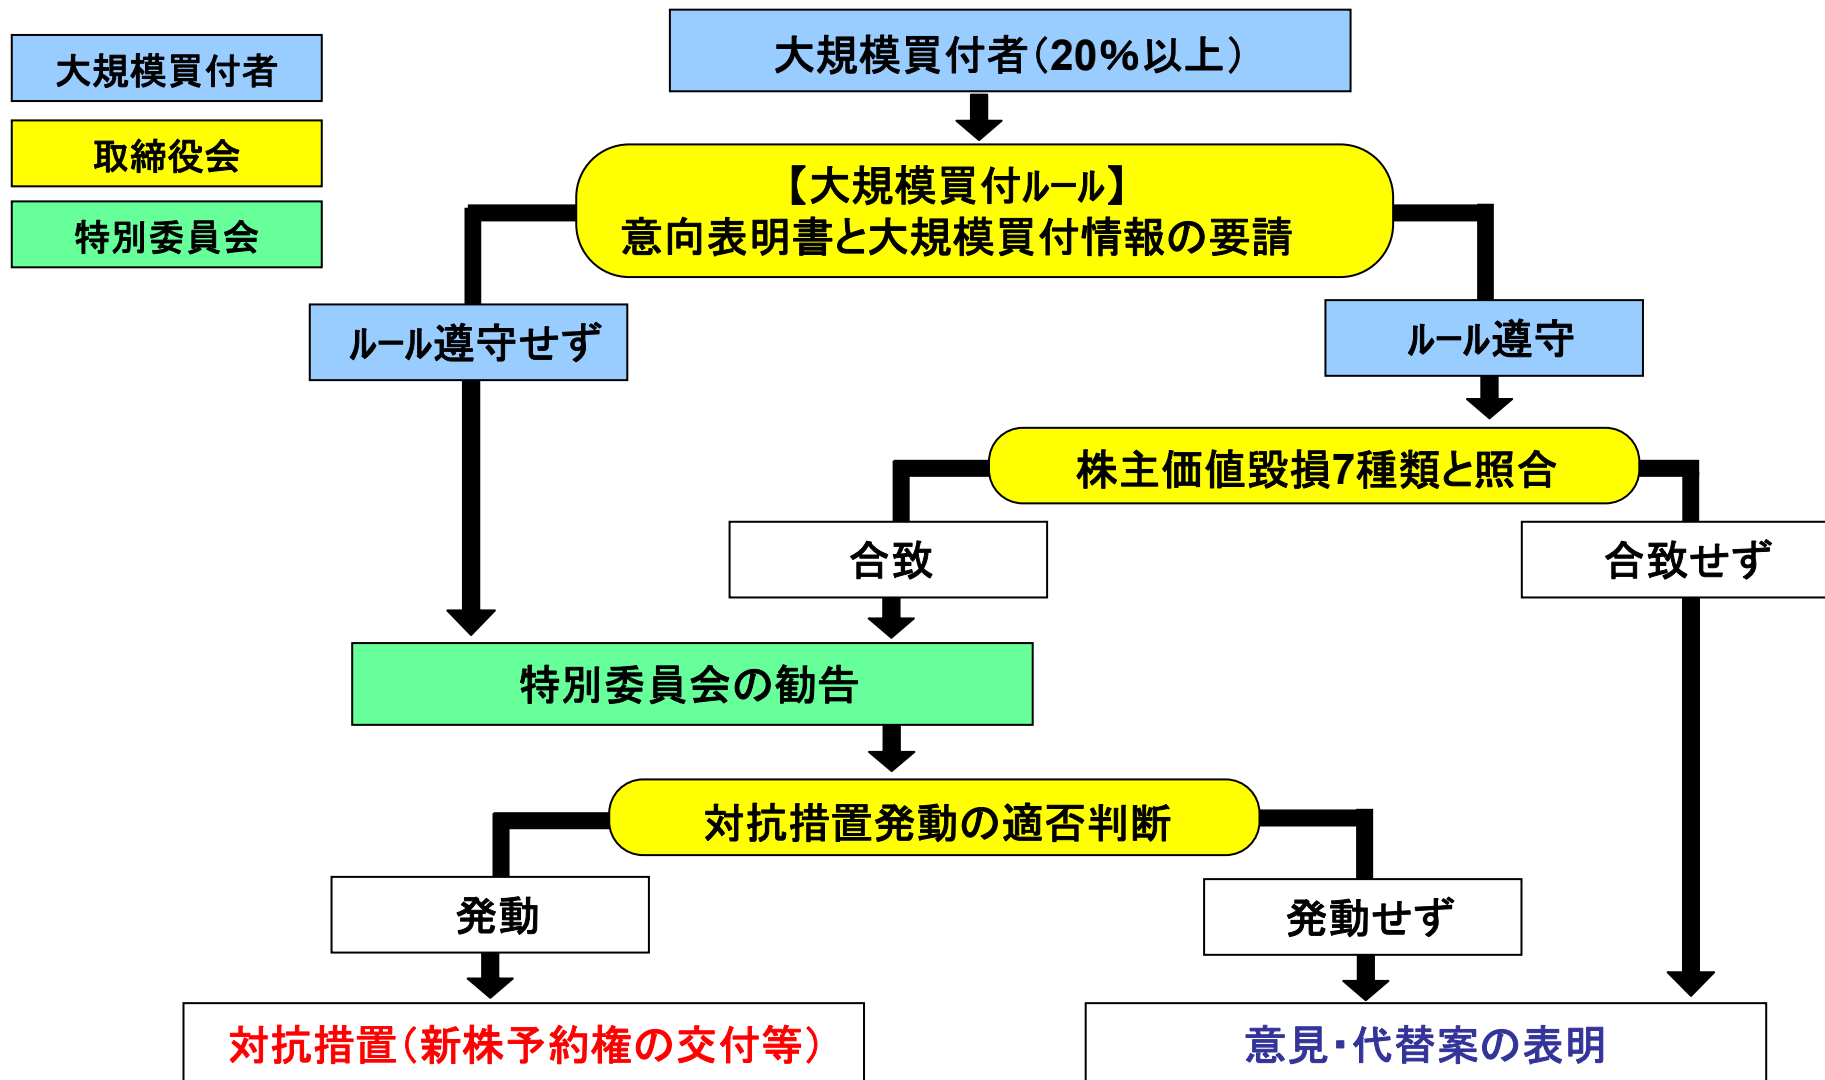 大規模買付者
取締役会
特別委員会
大規模買付者（20%以上）
【大規模買付ﾙｰﾙ】
意向表明書と大規模買付情報の要請
ﾙｰﾙ遵守せず
ﾙｰﾙ遵守
株主価値毀損7種類と照合
合致
合致せず
特別委員会の勧告
対抗措置発動の適否判断
発動
発動せず
対抗措置（新株予約権の交付等）
意見・代替案の表明